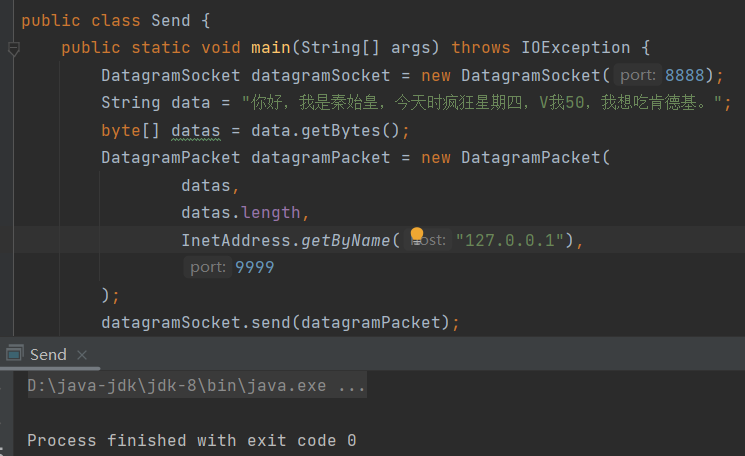 public class Send {
public static void main(String[] args) throws IOException {
DatagramSocket datagramSocket = new DatagramSocket( port: 8888);
String data = "你好，我是秦始皇，今天时疯狂星期四，V我50，我想吃肯德基。";
byte[] datas = data.getBytes();
DatagramPacket datagramPacket = new DatagramPacket(
datas,
datas.length,
InetAddress.getByName( host: "127.0.0.1"),
port: 9999
);
datagramSocket.send(datagramPacket);
Send ×
D:\java-jdk\jdk-8\bin\java.exe ...
Process finished with exit code 0